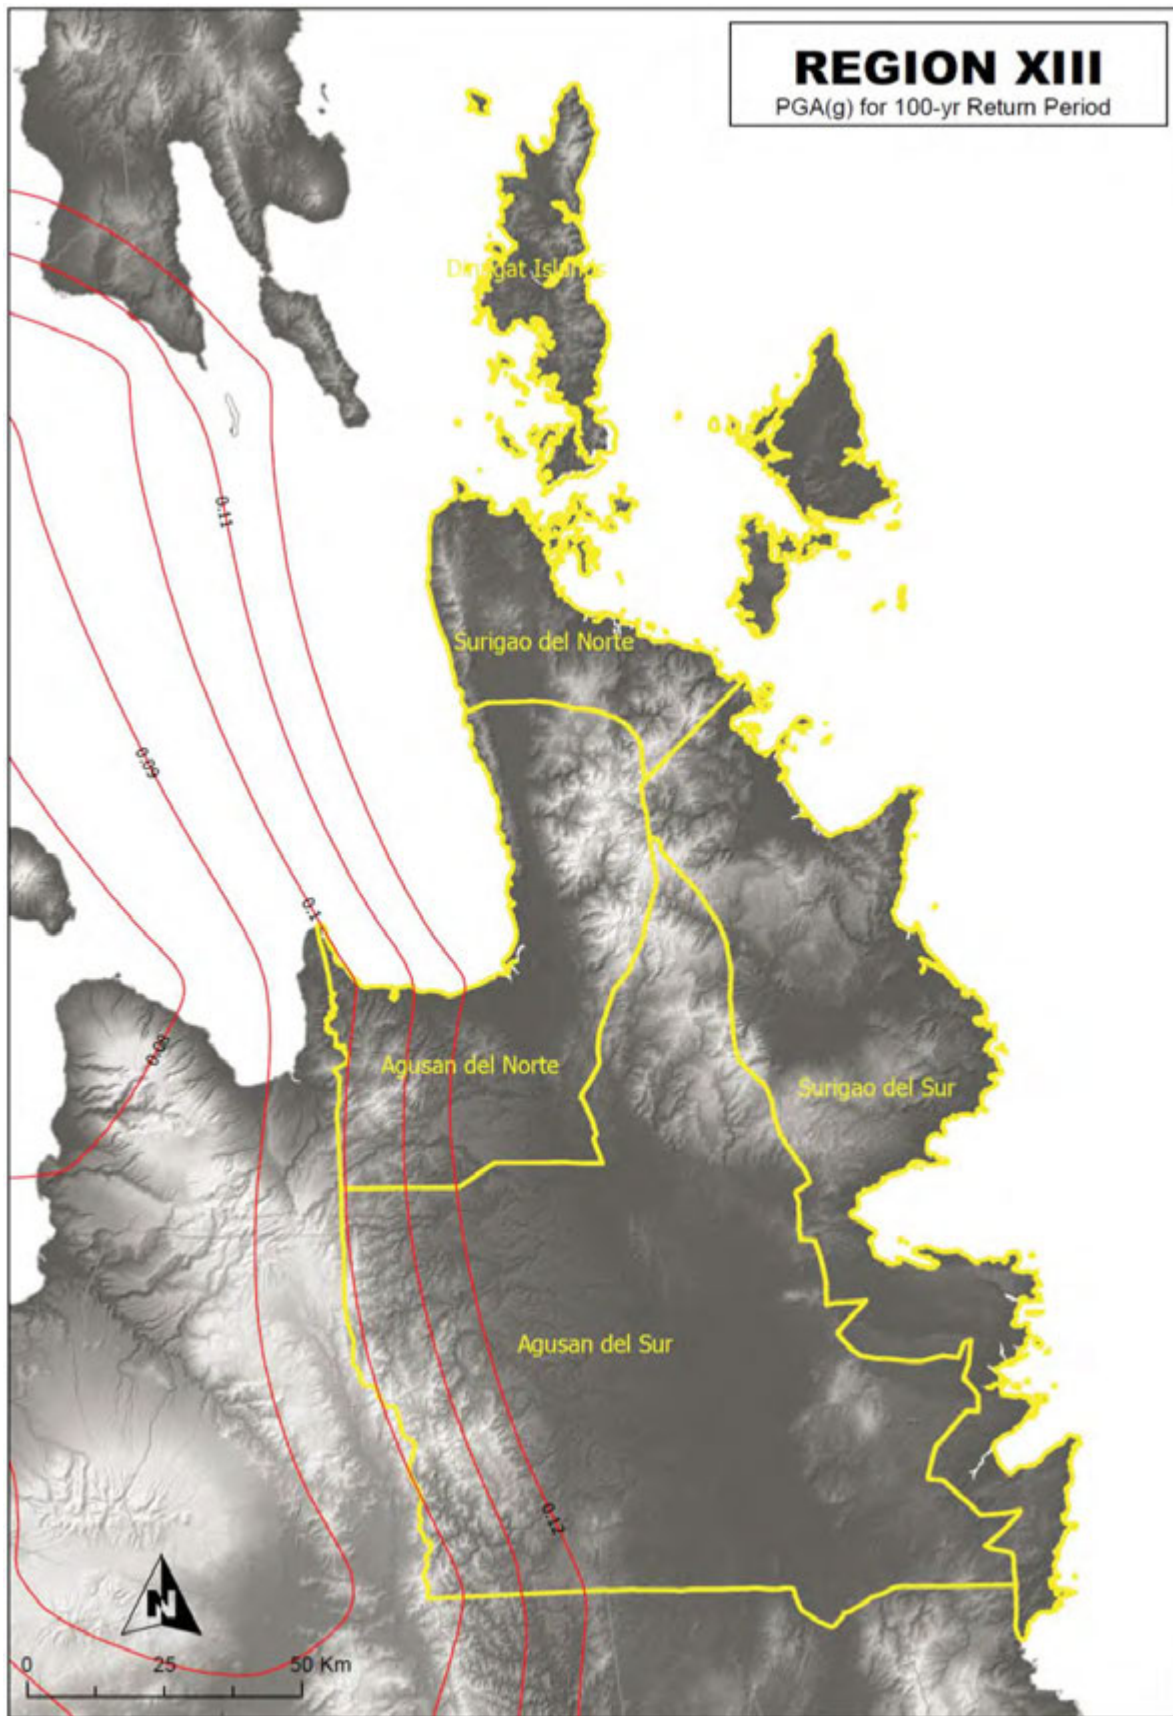 REGION XIII
PGA(g) for 100-yr Return Period
Dinagat Islands
0.11
Surigao del Norte
0.09
0.1
Agusan del Norte
Surigao del Sur
Agusan del Sur
0.12
N
0 25 50 Km